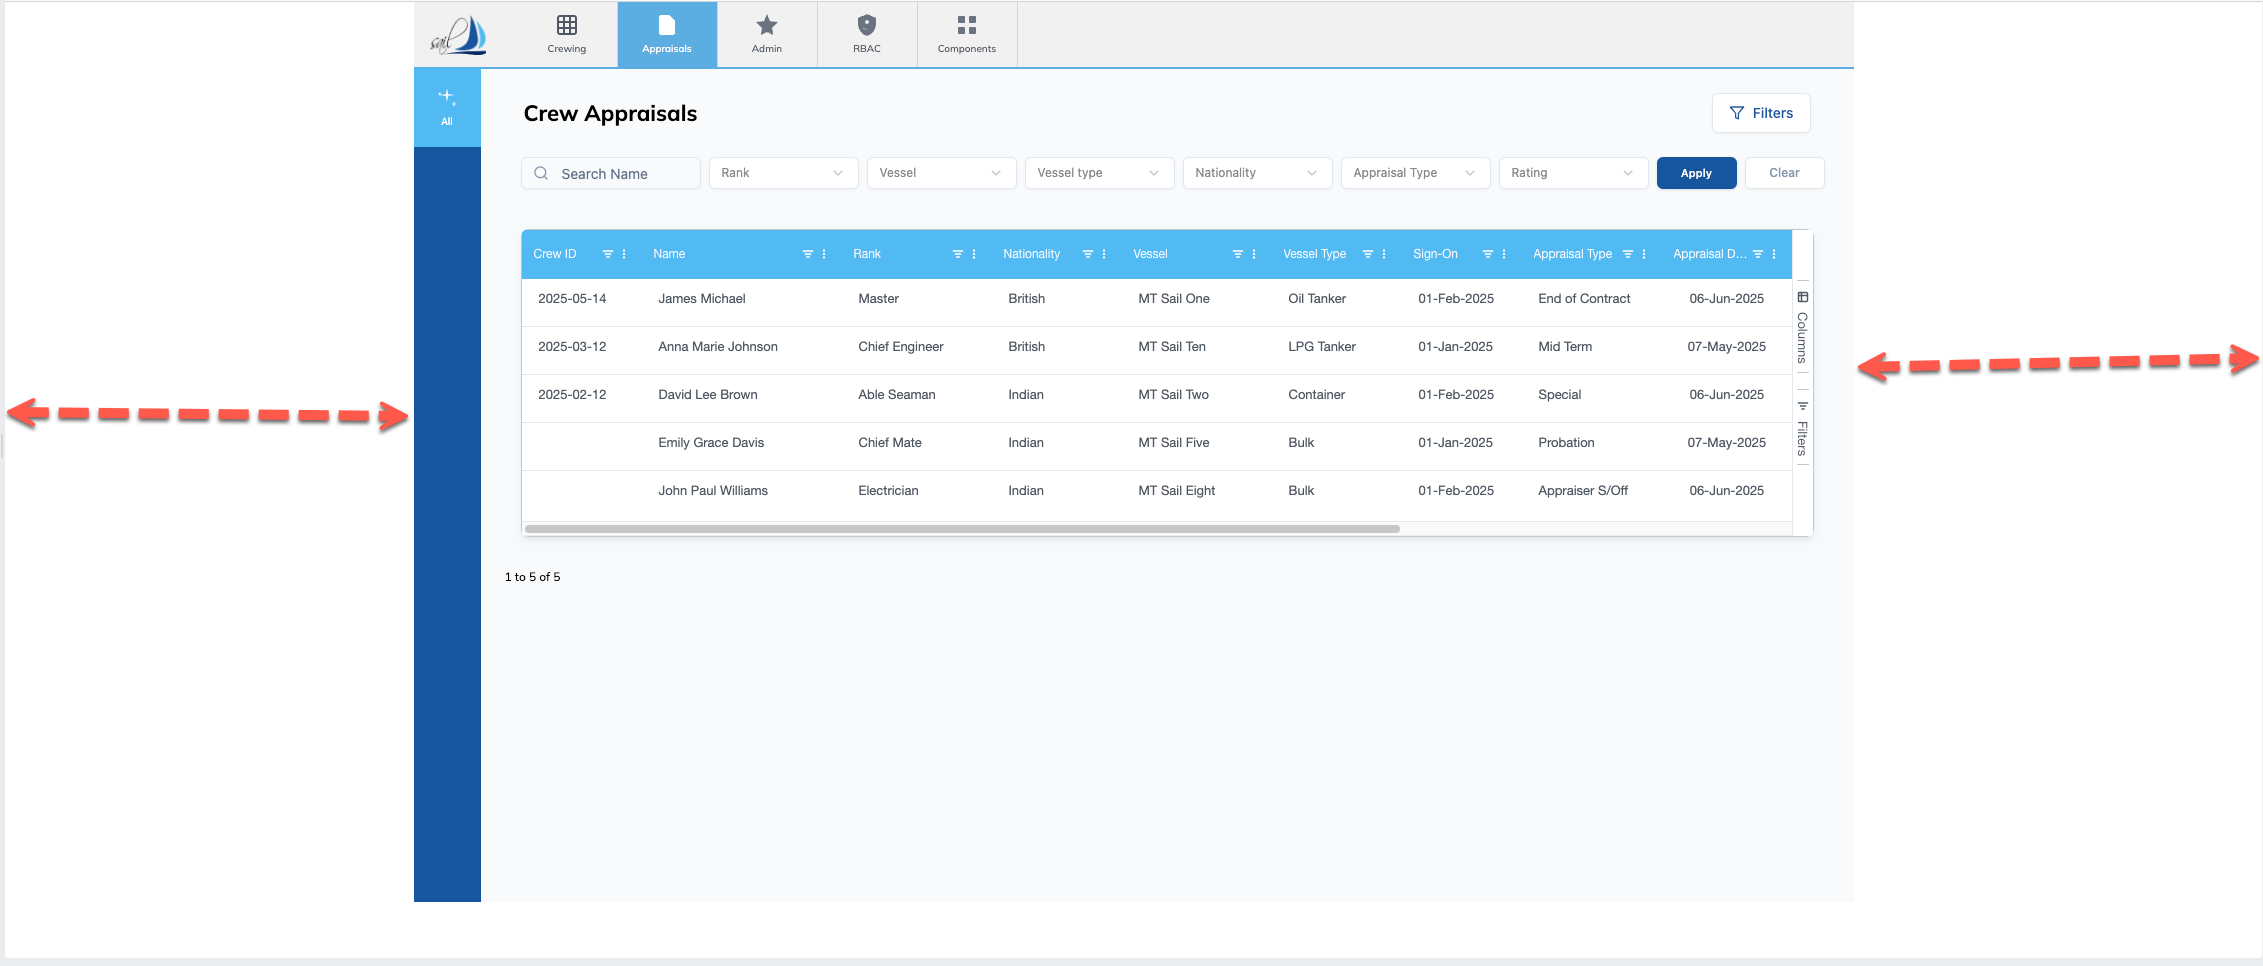 sail
Crewing
Appraisals
Admin
RBAC
Components
All
Crew Appraisals
Filters
Search Name
Rank
Vessel
Vessel type
Nationality
Appraisal Type
Rating
Apply
Clear
Crew ID Name Rank Nationality Vessel Vessel Type Sign-On Appraisal Type Appraisal D...
2025-05-14 James Michael Master British MT Sail One Oil Tanker 01-Feb-2025 End of Contract 06-Jun-2025
2025-03-12 Anna Marie Johnson Chief Engineer British MT Sail Ten LPG Tanker 01-Jan-2025 Mid Term 07-May-2025
2025-02-12 David Lee Brown Able Seaman Indian MT Sail Two Container 01-Feb-2025 Special 06-Jun-2025
Emily Grace Davis Chief Mate Indian MT Sail Five Bulk 01-Jan-2025 Probation 07-May-2025
John Paul Williams Electrician Indian MT Sail Eight Bulk 01-Feb-2025 Appraiser S/Off 06-Jun-2025
Columns
Filters
1 to 5 of 5